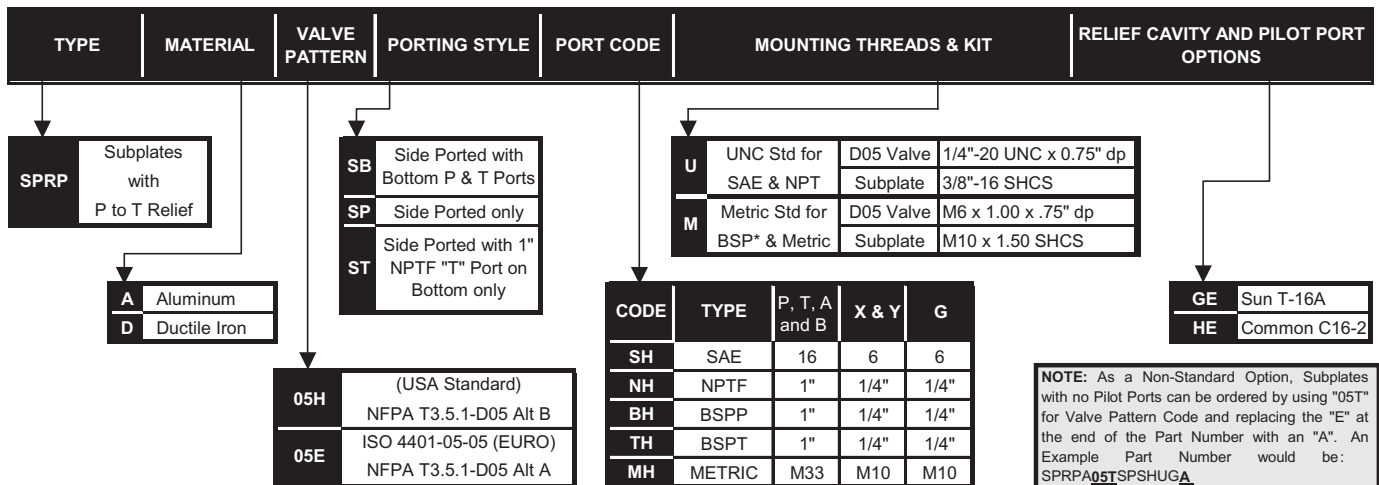 TYPE
MATERIAL
VALVE
PATTERN
PORTING STYLE
PORT CODE
MOUNTING THREADS & KIT
RELIEF CAVITY AND PILOT PORT
OPTIONS
SPRP
Subplates
with
P to T Relief
A Aluminum
D Ductile Iron
05H
(USA Standard)
NFPA T3.5.1-D05 Alt B
05E
ISO 4401-05-05 (EURO)
NFPA T3.5.1-D05 Alt A
SB
Side Ported with
Bottom P & T Ports
SP Side Ported only
ST
Side Ported with 1"
NPTF "T" Port on
Bottom only
CODE TYPE P, T, A and B X & Y G
SH SAE 16 6 6
NH NPTF 1" 1/4" 1/4"
BH BSPP 1" 1/4" 1/4"
TH BSPT 1" 1/4" 1/4"
MH METRIC M33 M10 M10
U
UNC Std for D05 Valve 1/4"-20 UNC x 0.75" dp
SAE & NPT Subplate 3/8"-16 SHCS
M
Metric Std for D05 Valve M6 x 1.00 x .75" dp
BSP* & Metric Subplate M10 x 1.50 SHCS
GE Sun T-16A
HE Common C16-2
NOTE: As a Non-Standard Option, Subplates
with no Pilot Ports can be ordered by using "05T"
for Valve Pattern Code and replacing the "E" at
the end of the Part Number with an "A". An
Example Part Number would be:
SPRPA05TSPSHUGA